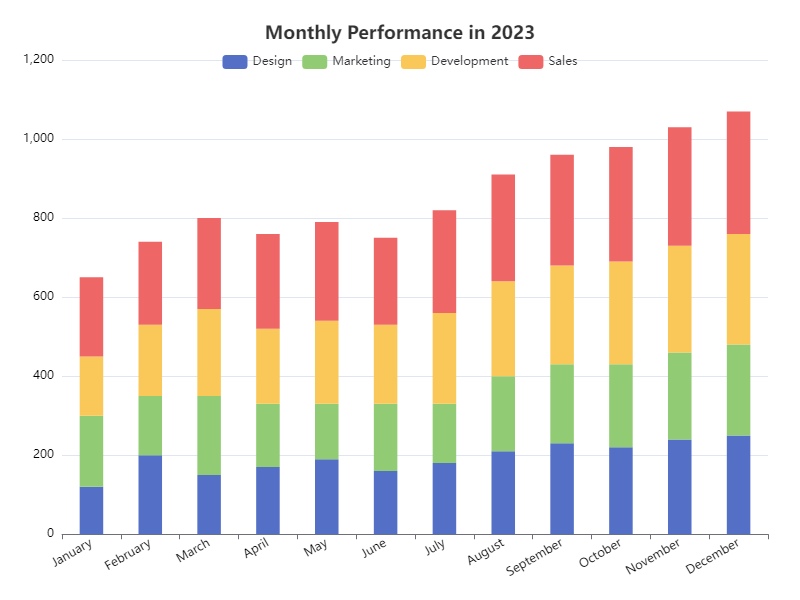 Monthly Performance in 2023
Design Marketing Development Sales
1,200
1,000
800
600
400
200
0
January February March April May June July August September October November December